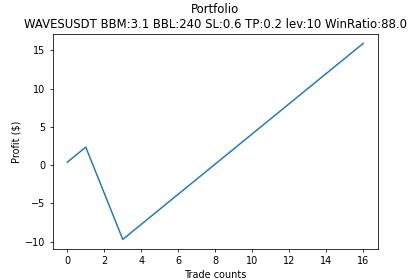 Portfolio
WAVESUSDT BBM:3.1 BBL:240 SL:0.6 TP:0.2 lev:10 WinRatio:88.0
15
10
5
0
−5
−10
Profit ($)
0 2 4 6 8 10 12 14 16
Trade counts